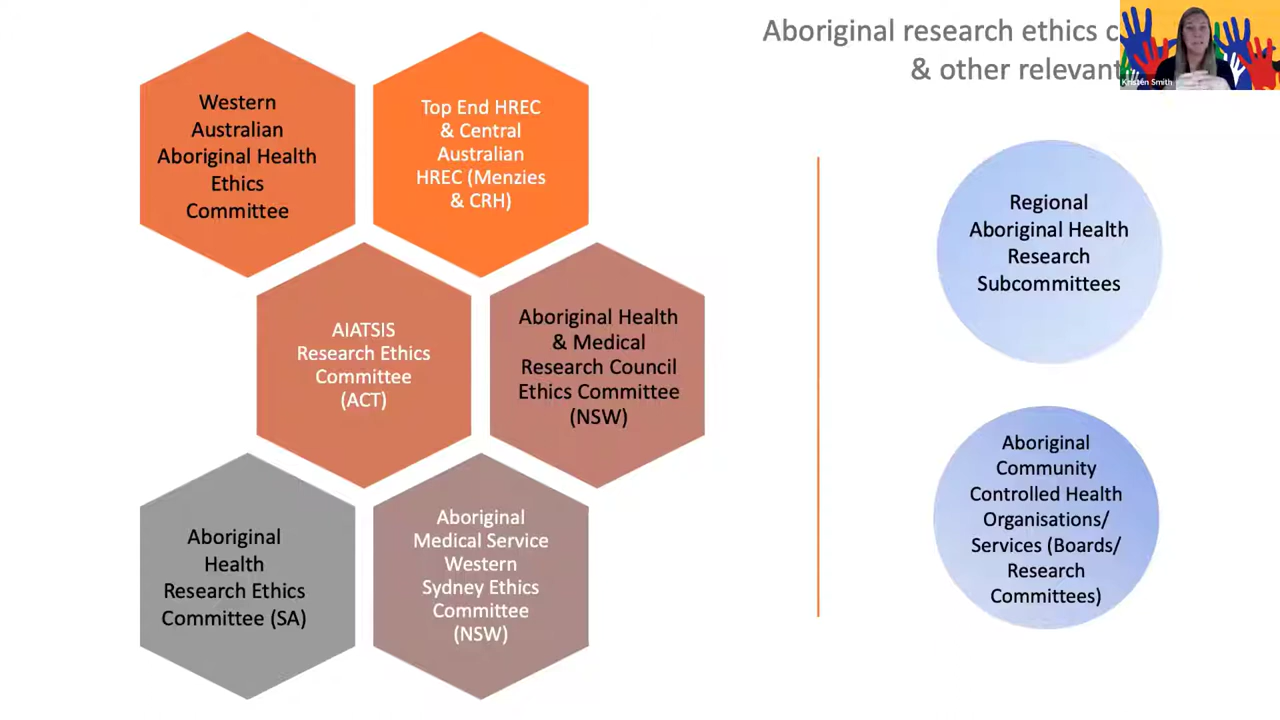 Aboriginal research ethics
& other relevant
Kristen Smith
Western
Australian
Aboriginal Health
Ethics
Committee
Top End HREC
& Central
Australian
HREC (Menzies
& CRH)
AIATSIS
Research Ethics
Committee
(ACT)
Aboriginal Health
& Medical
Research Council
Ethics Committee
(NSW)
Aboriginal
Health
Research Ethics
Committee (SA)
Aboriginal
Medical Service
Western
Sydney Ethics
Committee
(NSW)
Regional
Aboriginal Health
Research
Subcommittees
Aboriginal
Community
Controlled Health
Organisations/
Services (Boards/
Research
Committees)